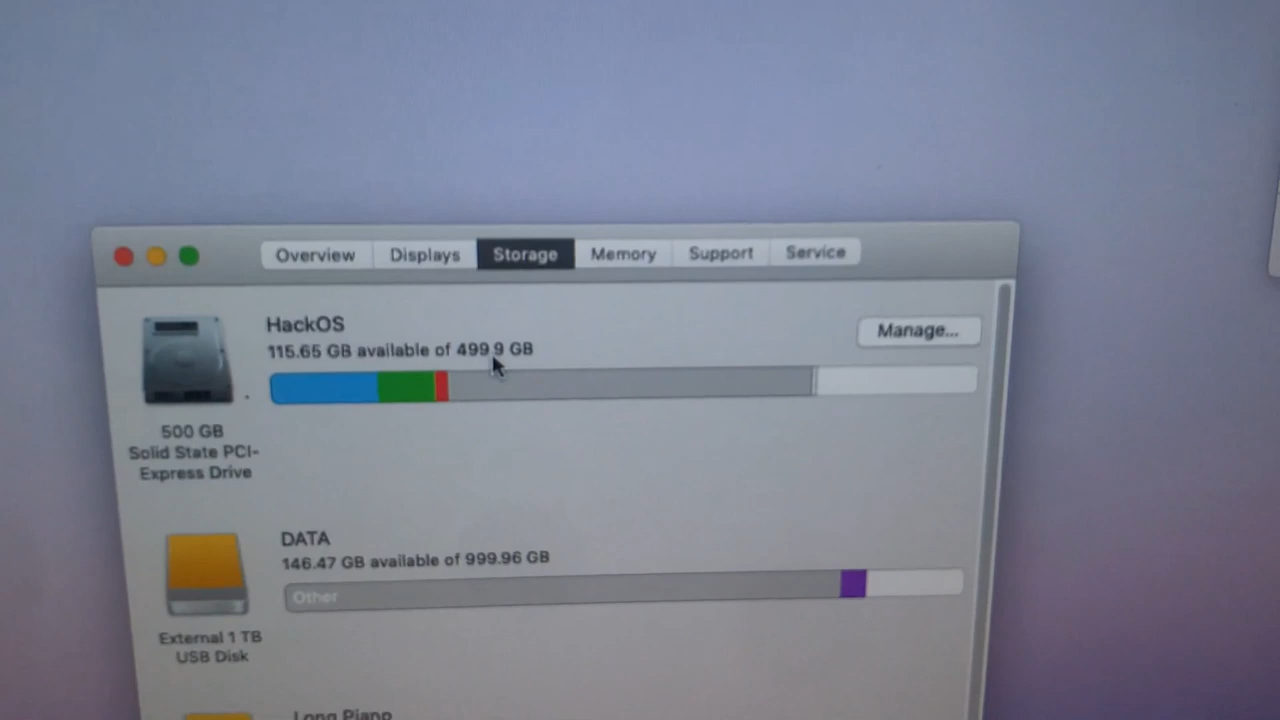 Overview Displays Storage Memory Support Service
HackOS
115.65 GB available of 499.9 GB
Manage...
500 GB
Solid State PCI-
Express Drive
DATA
146.47 GB available of 999.96 GB
Other
External 1 TB
USB Disk
Long Piano